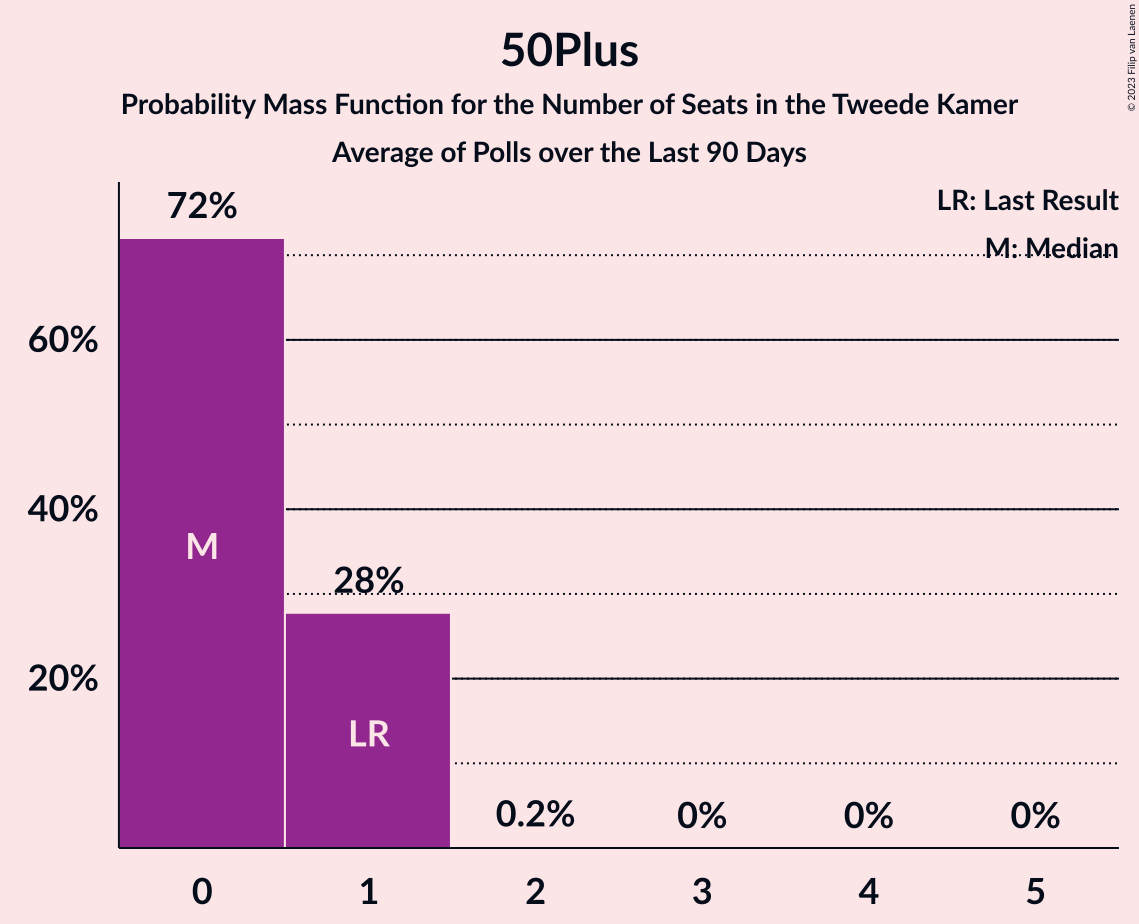 © 2023 Filip van Laenen
50Plus
Probability Mass Function for the Number of Seats in the Tweede Kamer
Average of Polls over the Last 90 Days
LR: Last Result
M: Median
72%
60%
40%
M
28%
20%
LR
0.2%
0%
0%
0%
0 1 2 3 4 5